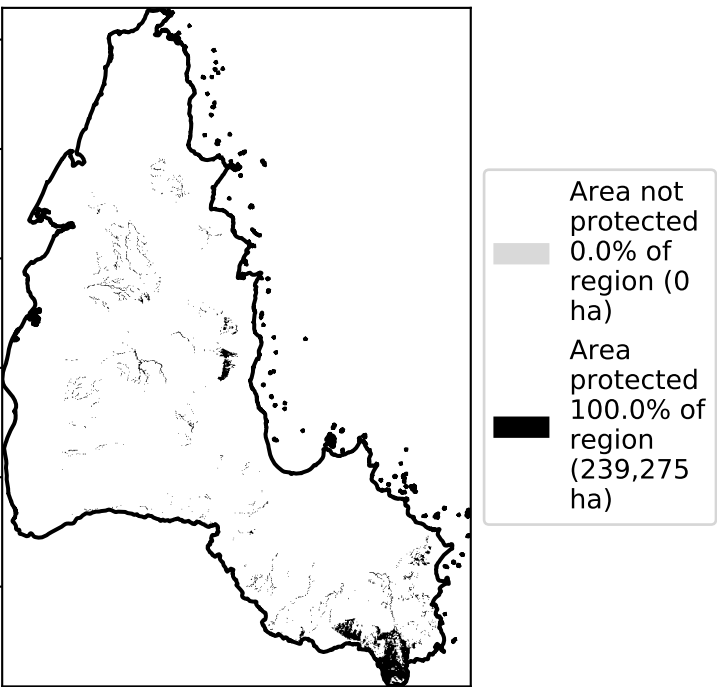 Area not
protected
0.0% of
region (0
ha)
Area
protected
100.0% of
region
(239,275
ha)